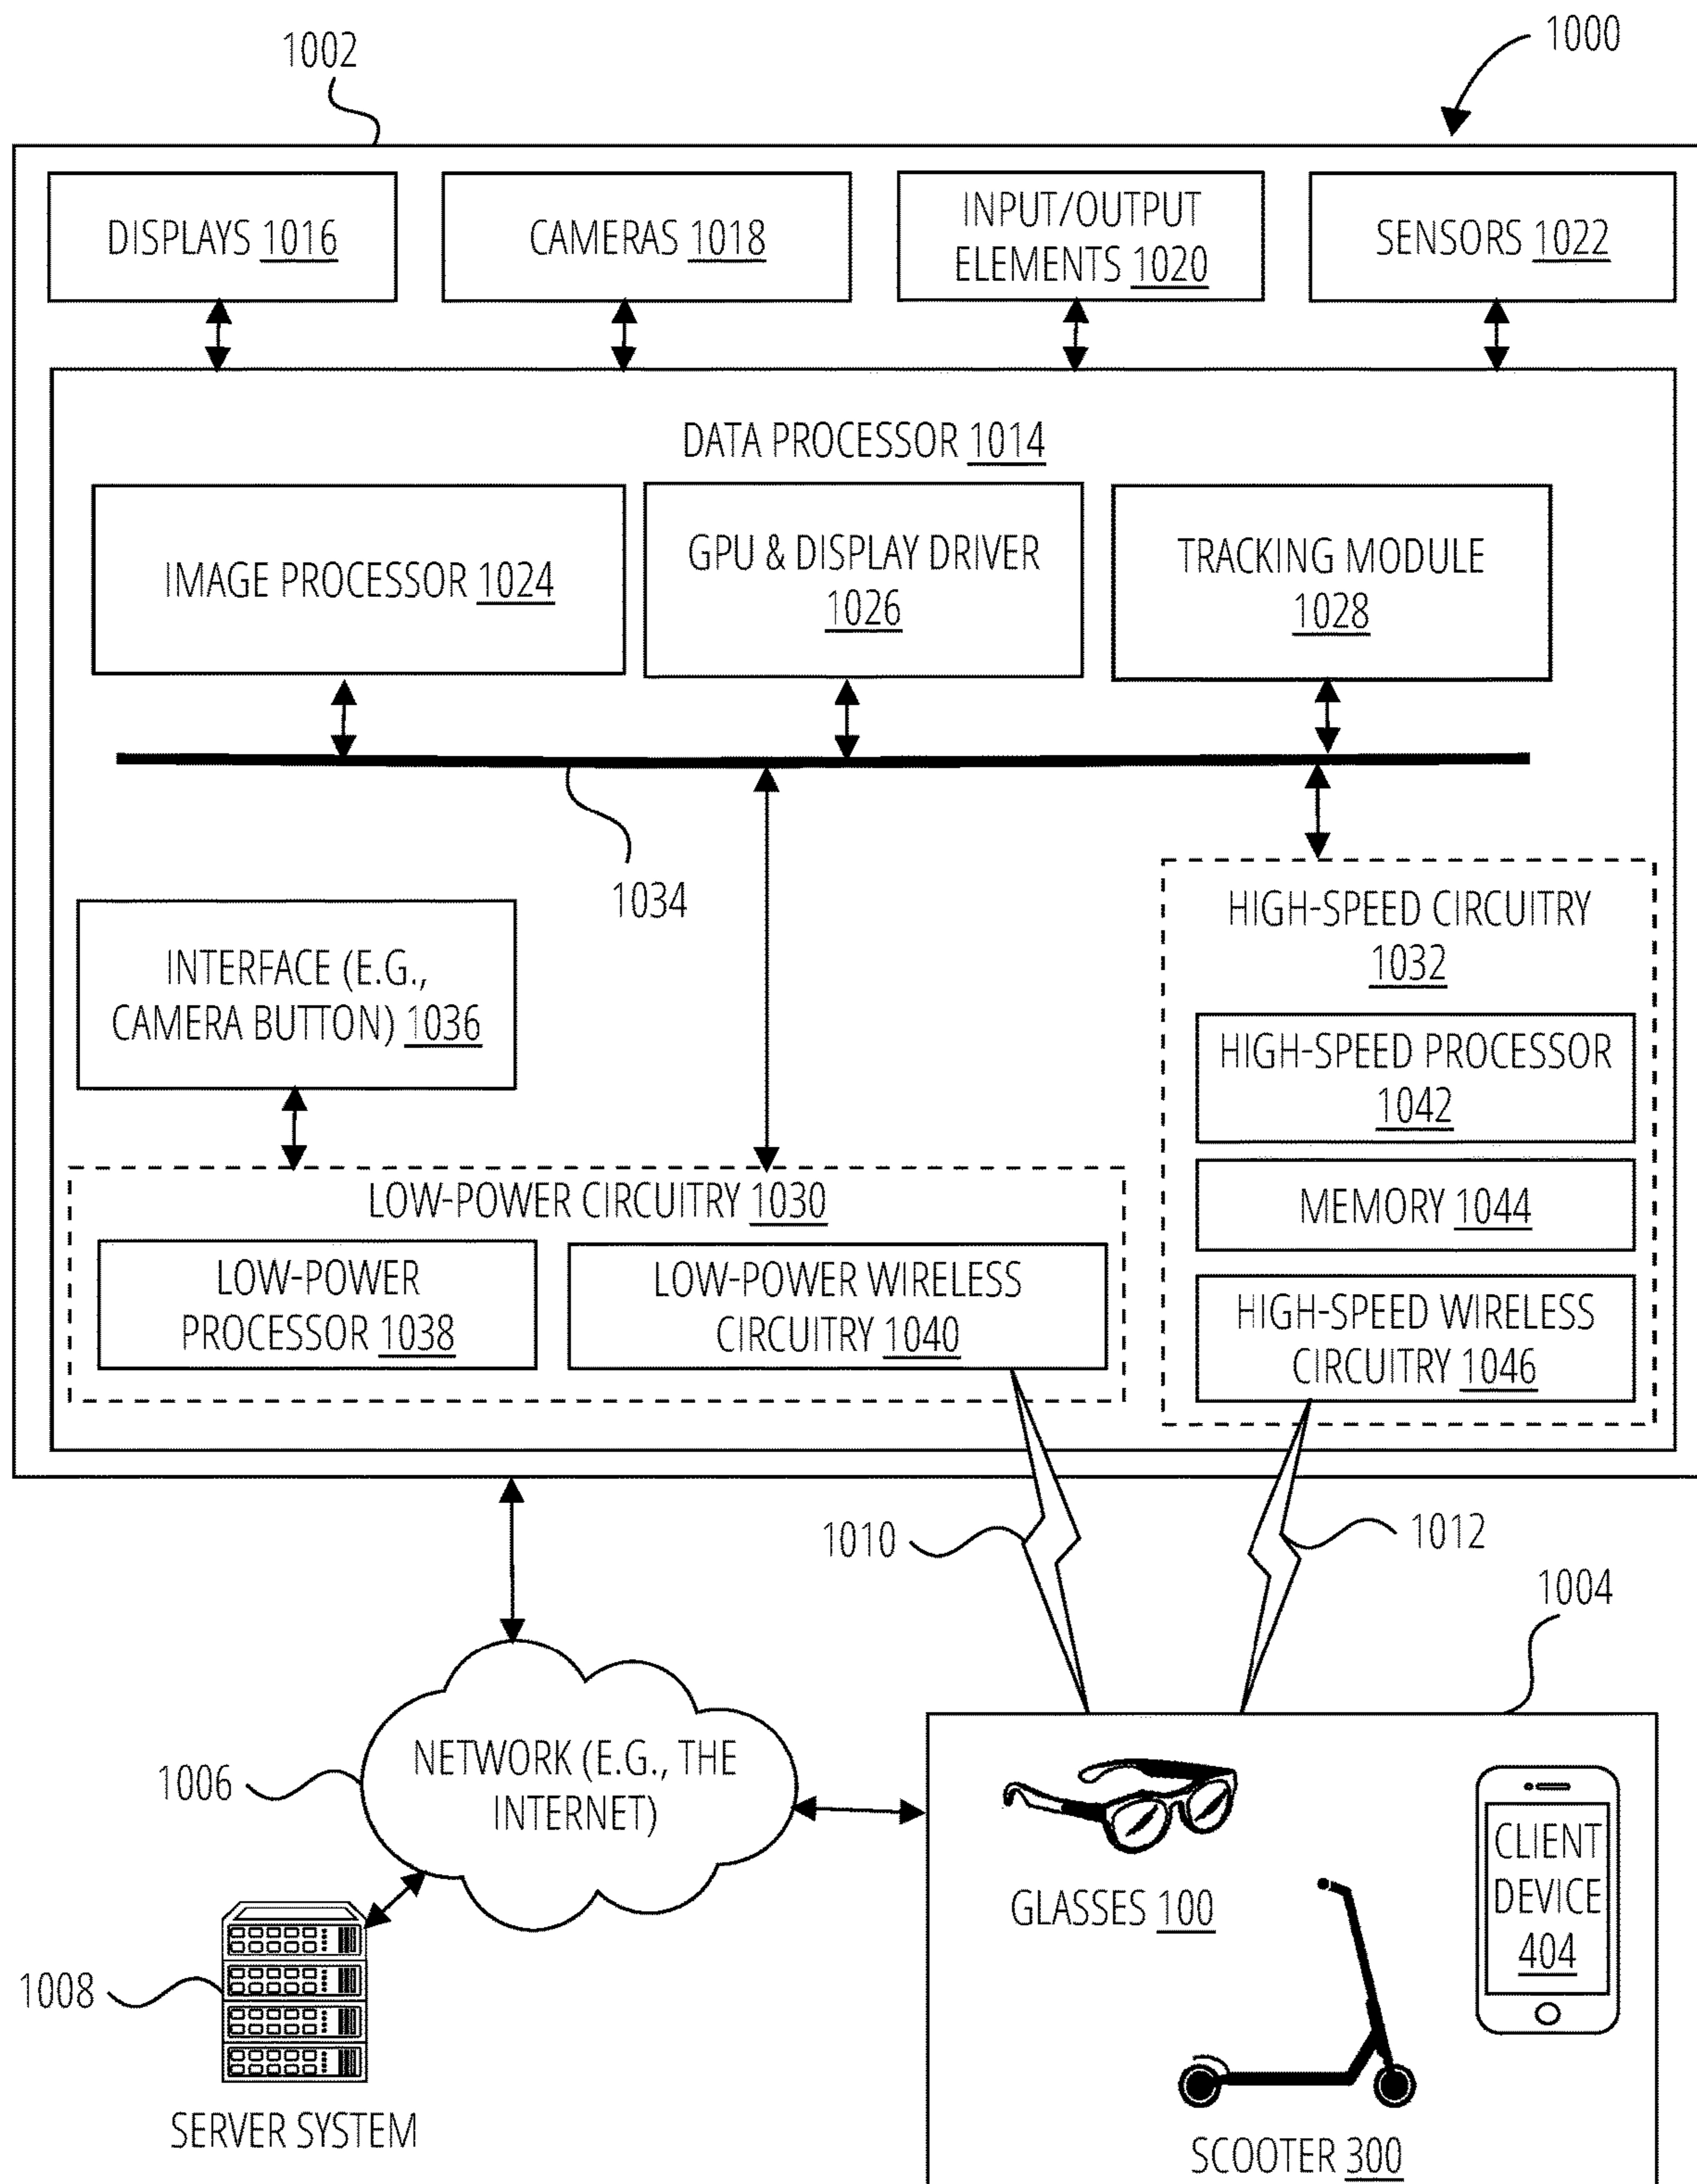 1002
1000
DISPLAYS 1016
CAMERAS 1018
INPUT/OUTPUT
ELEMENTS 1020
SENSORS 1022
DATA PROCESSOR 1014
IMAGE PROCESSOR 1024
GPU & DISPLAY DRIVER
1026
TRACKING MODULE
1028
1034
INTERFACE (E.G.,
CAMERA BUTTON) 1036
HIGH-SPEED CIRCUITRY
1032
HIGH-SPEED PROCESSOR
1042
MEMORY 1044
HIGH-SPEED WIRELESS
CIRCUITRY 1046
LOW-POWER CIRCUITRY 1030
LOW-POWER
PROCESSOR 1038
LOW-POWER WIRELESS
CIRCUITRY 1040
1010
1012
1004
1006
NETWORK (E.G., THE
INTERNET)
GLASSES 100
CLIENT
DEVICE
404
1008
SERVER SYSTEM
SCOOTER 300